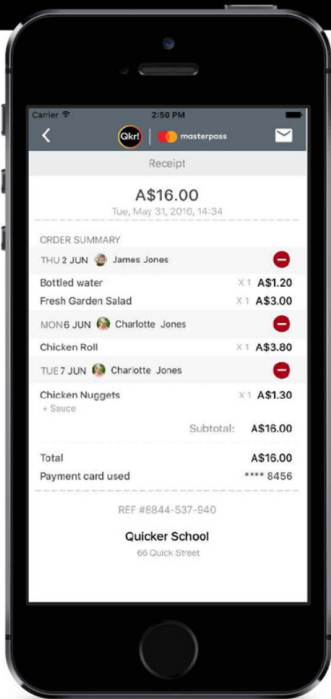 Carrier 2:50 PM
Qkr! masterpass
Receipt
A$16.00
Tue, May 31, 2016, 14:34
ORDER SUMMARY
THU 2 JUN James Jones
Bottled water X 1 A$1.20
Fresh Garden Salad X 1 A$3.00
MON 6 JUN Charlotte Jones
Chicken Roll X 1 A$3.80
TUE 7 JUN Charlotte Jones
Chicken Nuggets X 1 A$1.30
+ Sauce
Subtotal: A$16.00
Total A$16.00
Payment card used **** 8456
REF #8844-537-940
Quicker School
66 Quick Street